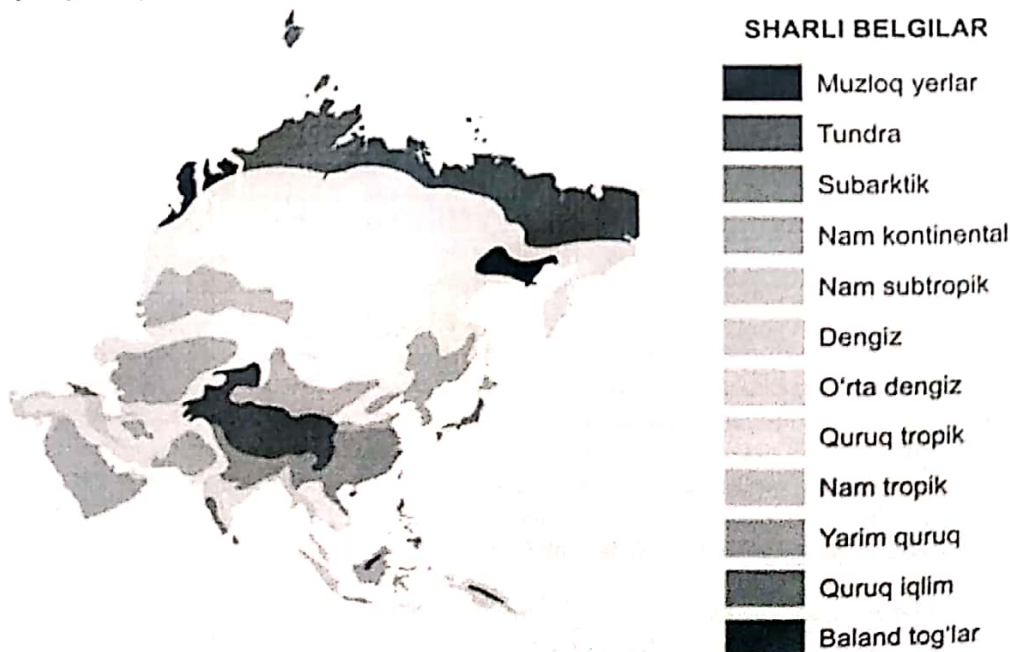 SHARLI BELGILAR
Muzloq yerlar
Tundra
Subarktik
Nam kontinental
Nam subtropik
Dengiz
O'rta dengiz
Quruq tropik
Nam tropik
Yarim quruq
Quruq iqlim
Baland tog'lar